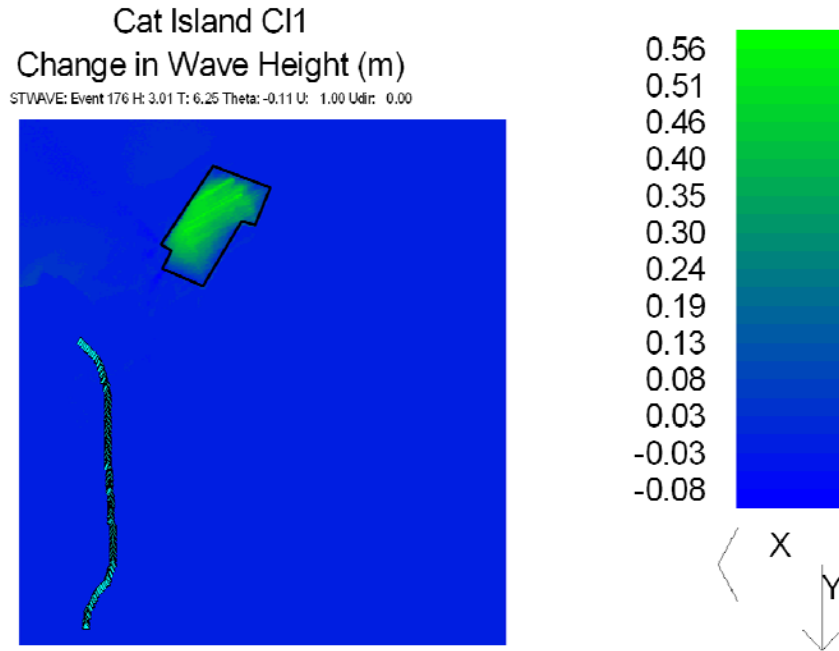 Cat Island CI1
Change in Wave Height (m)
STWAVE: Event 176 H: 3.01 T: 6.25 Theta: -0.11 U: 1.00 Udir: 0.00
0.56
0.51
0.46
0.40
0.35
0.30
0.24
0.19
0.13
0.08
0.03
-0.03
-0.08
X
Y